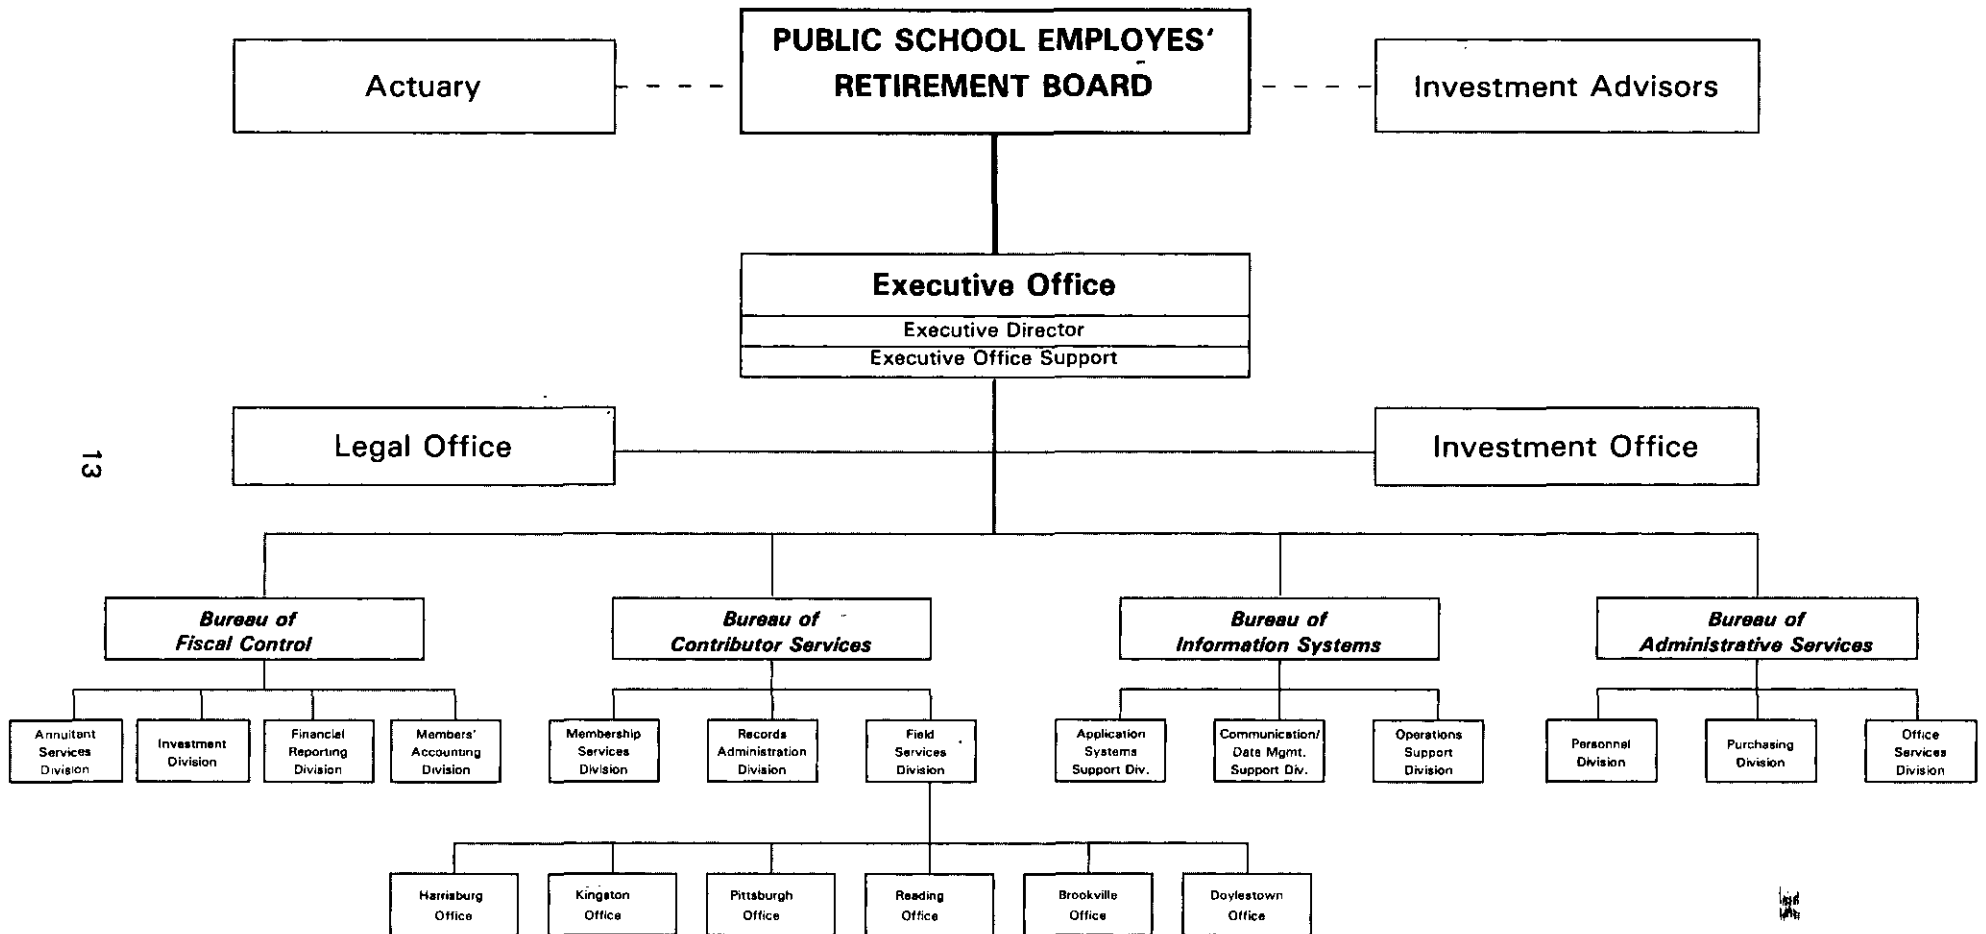 PUBLIC SCHOOL EMPLOYES'
RETIREMENT BOARD
Actuary
Investment Advisors
Executive Office
Executive Director
Executive Office Support
Legal Office
Investment Office
13
Bureau of
Fiscal Control
Bureau of
Contributor Services
Bureau of
Information Systems
Bureau of
Administrative Services
Annuitant
Services
Division
Investment
Division
Financial
Reporting
Division
Members'
Accounting
Division
Membership
Services
Division
Records
Administration
Division
Field
Services
Division
Application
Systems
Support Div.
Communication/
Data Mgmt.
Support Div.
Operations
Support
Division
Personnel
Division
Purchasing
Division
Office
Services
Division
Harrisburg
Office
Kingston
Office
Pittsburgh
Office
Reading
Office
Brookville
Office
Doylestown
Office